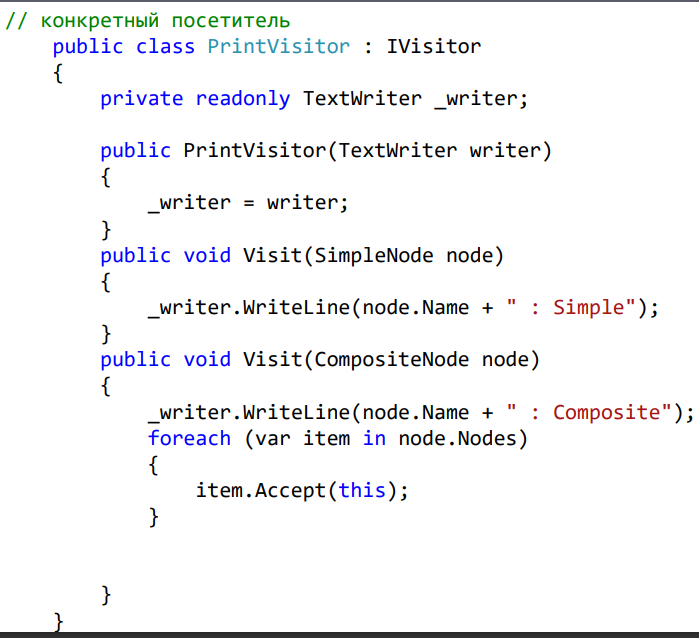 // конкретный посетитель
public class PrintVisitor : IVisitor
{
private readonly TextWriter _writer;
public PrintVisitor(TextWriter writer)
{
_writer = writer;
}
public void Visit(SimpleNode node)
{
_writer.WriteLine(node.Name + " : Simple");
}
public void Visit(CompositeNode node)
{
_writer.WriteLine(node.Name + " : Composite");
foreach (var item in node.Nodes)
{
item.Accept(this);
}
}
}